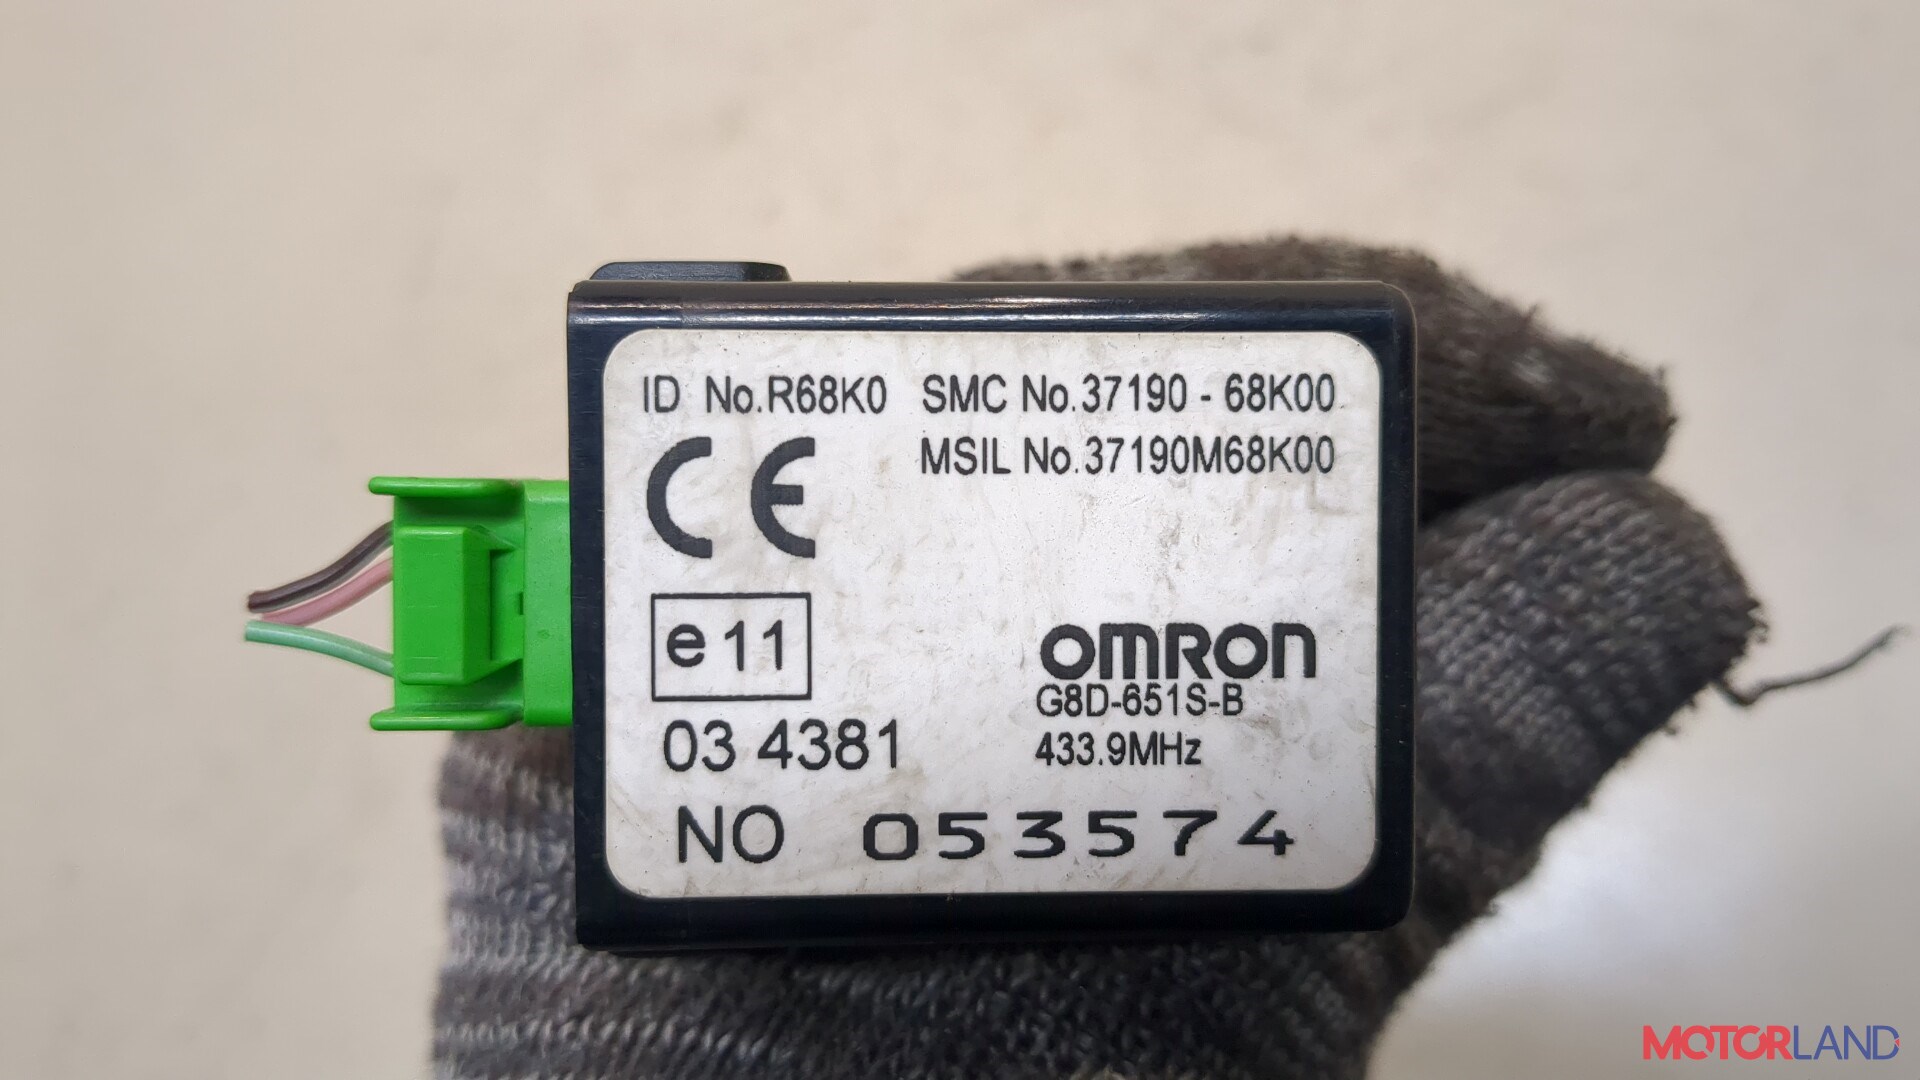 ID No.R68K0 SMC No.37190 - 68K00
MSIL No.37190M68K00
CE
e11
OMRON
G8D-651S-B
03 4381
433.9MHz
NO 053574
MOTORLAND